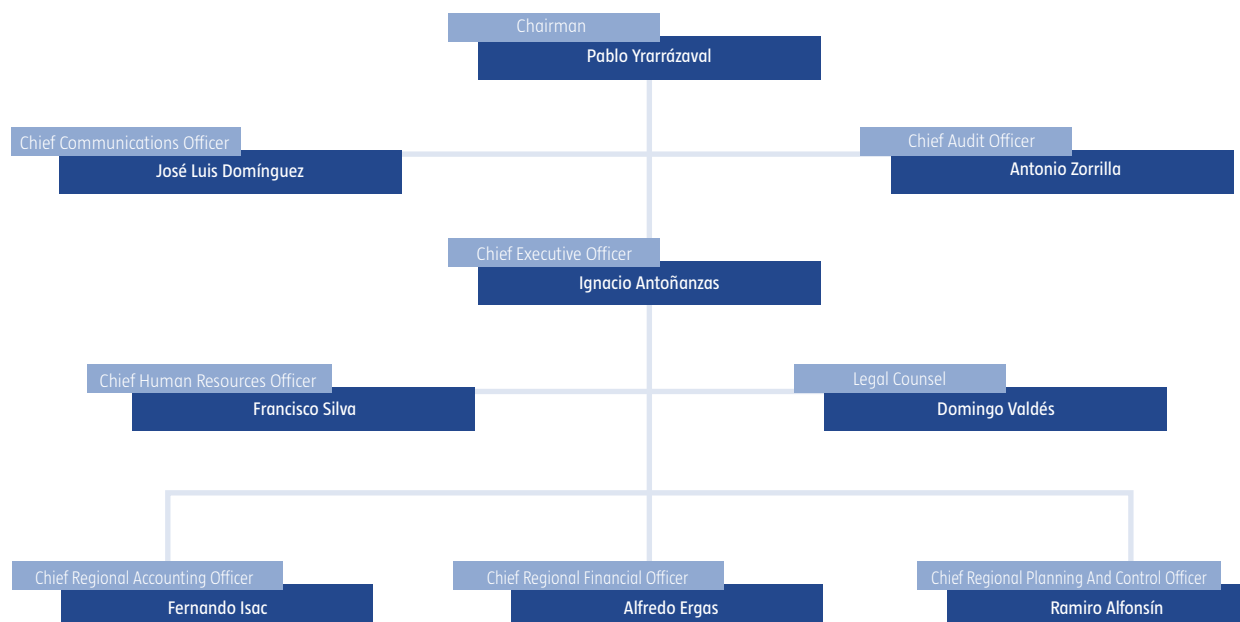 Chairman
Pablo Yrarrázaval
Chief Communications Officer
José Luis Domínguez
Chief Audit Officer
Antonio Zorrilla
Chief Executive Officer
Ignacio Antoñanzas
Chief Human Resources Officer
Francisco Silva
Legal Counsel
Domingo Valdés
Chief Regional Accounting Officer
Fernando Isac
Chief Regional Financial Officer
Alfredo Ergas
Chief Regional Planning And Control Officer
Ramiro Alfonsín